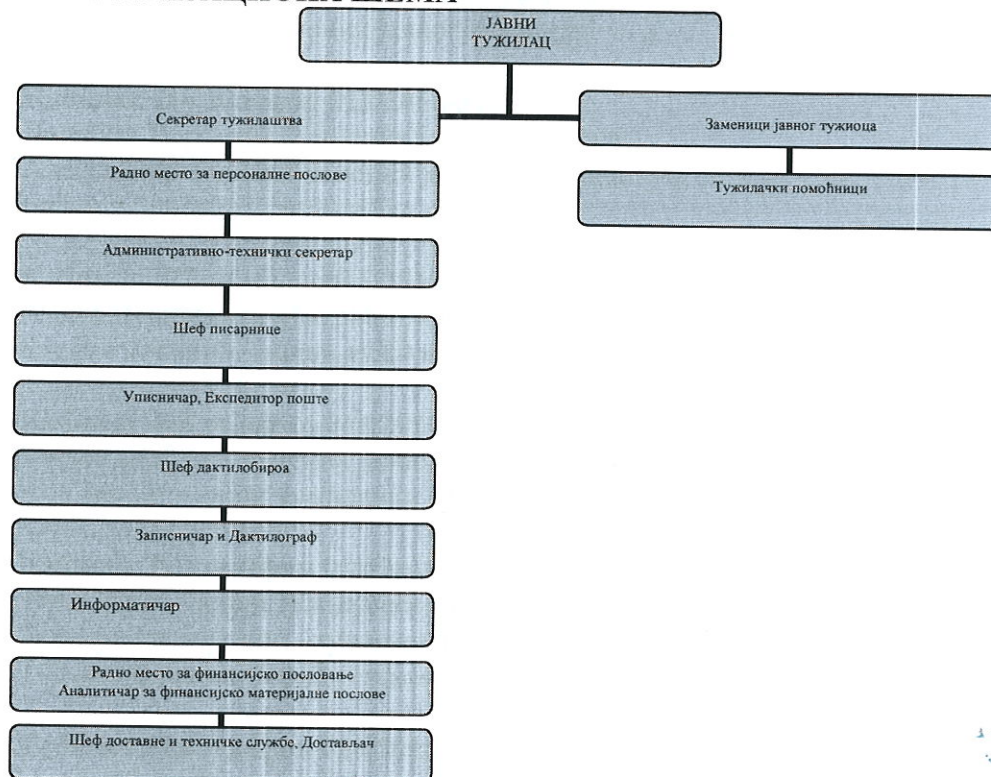 ШЕМА
ЈАВНИ
ТУЖИЛАЦ
Секретар тужилаштва
Заменици јавног тужиоца
Радно место за персоналне послове
Тужилачки помоћници
Административно-технички секретар
Шеф писарнице
Уписничар, Експедитор поште
Шеф дактилобироа
Записничар и Дактилограф
Информатичар
Радно место за финансијско пословање
Аналитичар за финансијско материјалне послове
Шеф доставне и техничке службе, Достављач